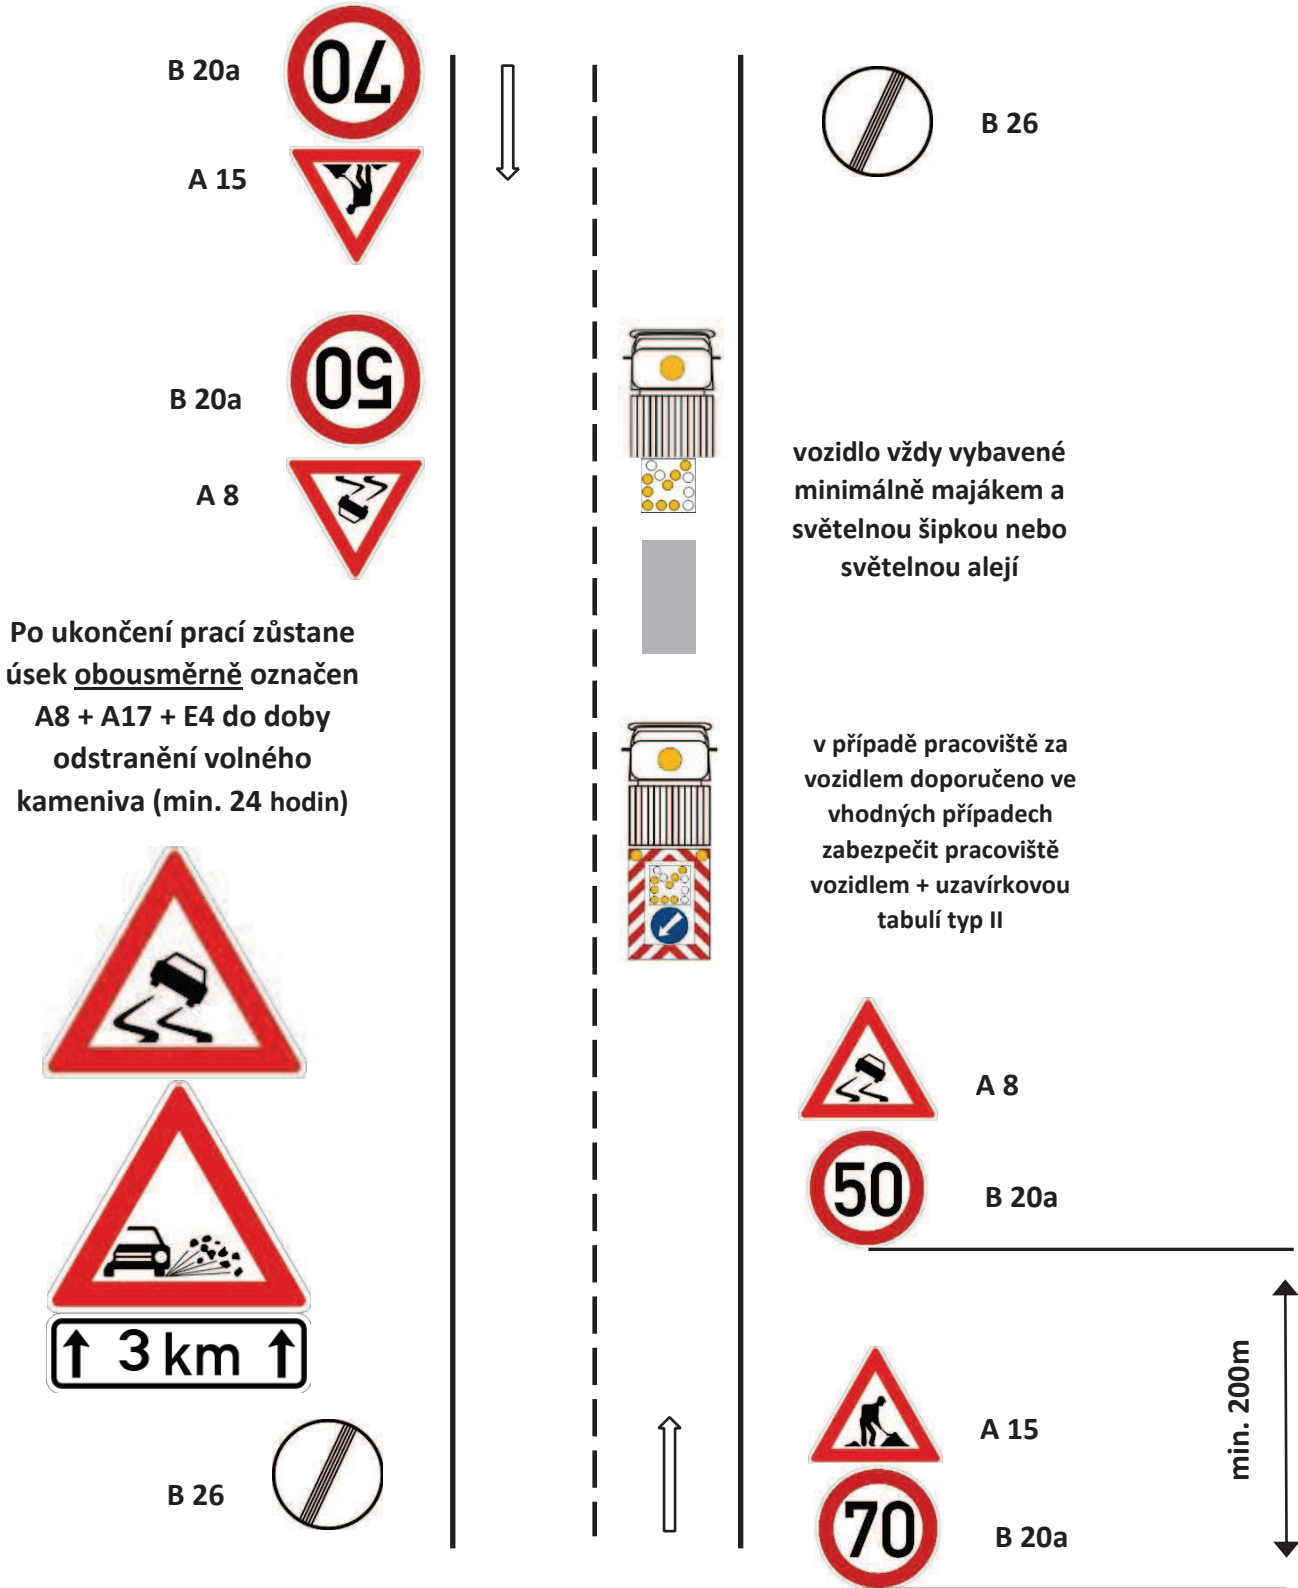 B 20a
70
B 26
A 15
50
B 20a
A 8
vozidlo vždy vybavené
minimálně majákem a
světelnou šipkou nebo
světelnou alejí
Po ukončení prací zůstane
úsek obousměrně označen
A8 + A17 + E4 do doby
odstranění volného
kameniva (min. 24 hodin)
v případě pracoviště za
vozidlem doporučeno ve
vhodných případech
zabezpečit pracoviště
vozidlem + uzavírkovou
tabulí typ II
A 8
50
B 20a
3 km
min. 200m
A 15
B 26
70
B 20a